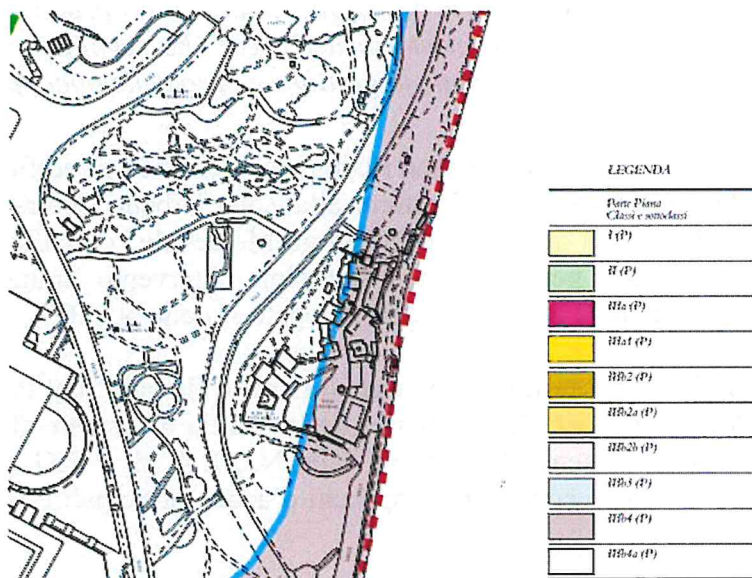 LEGENDA
Parte Piana
Classi e sottoclassi
I (P)
II (P)
IIIa (P)
IIIa1 (P)
IIIb2 (P)
IIIb2a (P)
IIIb2b (P)
IIIb3 (P)
IIIb4 (P)
IIIb4a (P)